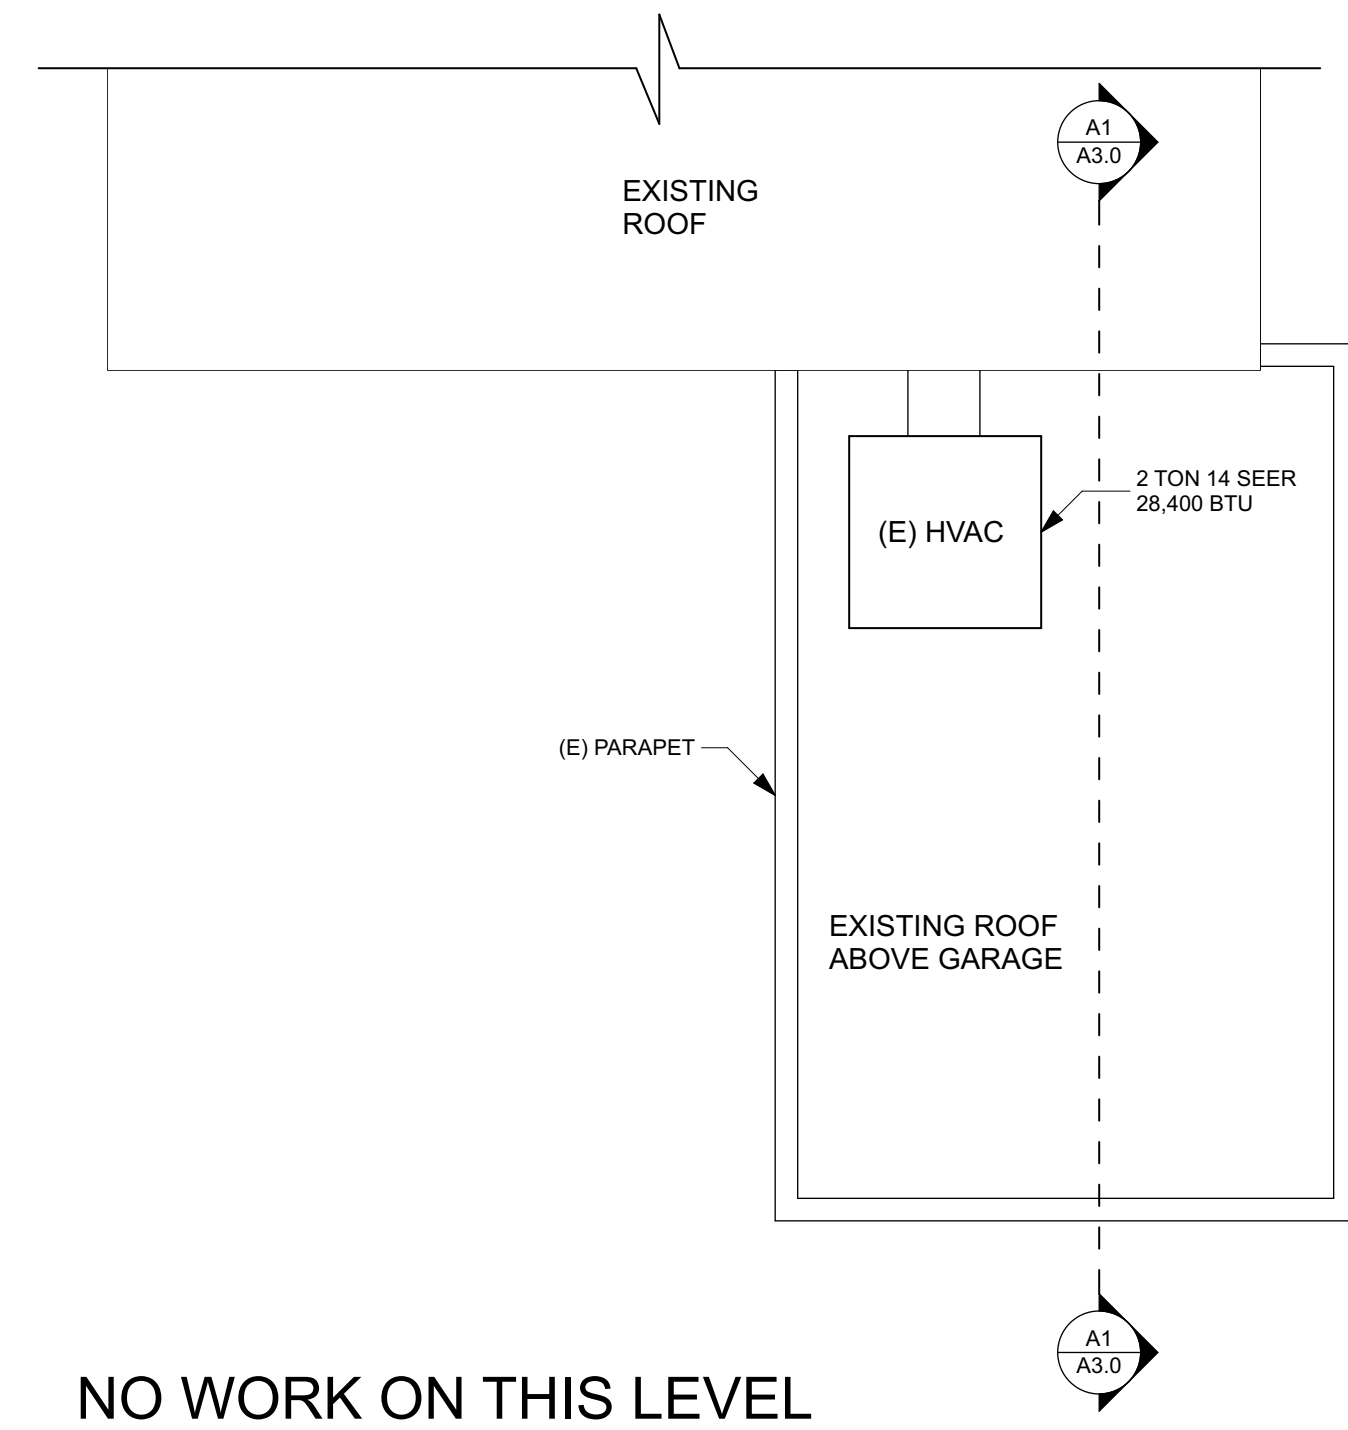 A1
A3.0
EXISTING
ROOF
2 TON 14 SEER
28,400 BTU
(E) HVAC
(E) PARAPET
EXISTING ROOF
ABOVE GARAGE
A1
A3.0
NO WORK ON THIS LEVEL